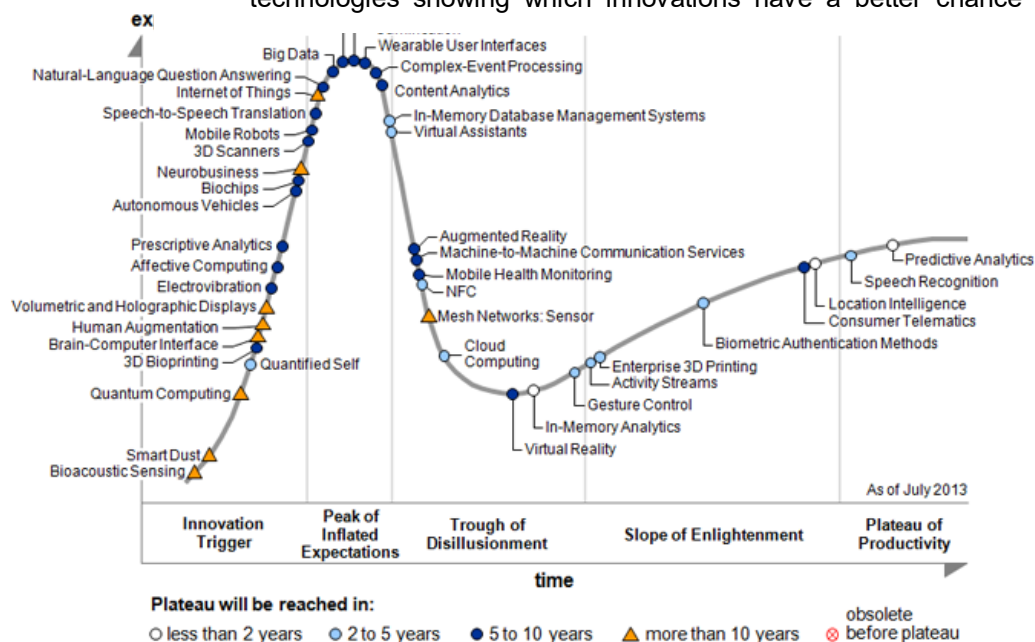 technologies showing which innovations have a better chance
ex
Big Data
Wearable User Interfaces
Complex-Event Processing
Natural-Language Question Answering
Internet of Things
Content Analytics
Speech-to-Speech Translation
In-Memory Database Management Systems
Mobile Robots
Virtual Assistants
3D Scanners
Neurobusiness
Biochips
Autonomous Vehicles
Augmented Reality
Prescriptive Analytics
Machine-to-Machine Communication Services
Affective Computing
Mobile Health Monitoring
Electrovibration
NFC
Volumetric and Holographic Displays
Mesh Networks: Sensor
Human Augmentation
Brain-Computer Interface
3D Bioprinting
Quantified Self
Cloud
Computing
Quantum Computing
Smart Dust
Bioacoustic Sensing
Predictive Analytics
Speech Recognition
Location Intelligence
Consumer Telematics
Biometric Authentication Methods
Enterprise 3D Printing
Activity Streams
Gesture Control
In-Memory Analytics
Virtual Reality
As of July 2013
Innovation
Trigger
Peak of
Inflated
Expectations
Trough of
Disillusionment
Slope of Enlightenment
Plateau of
Productivity
time
Plateau will be reached in:
less than 2 years
2 to 5 years
5 to 10 years
more than 10 years
obsolete
before plateau